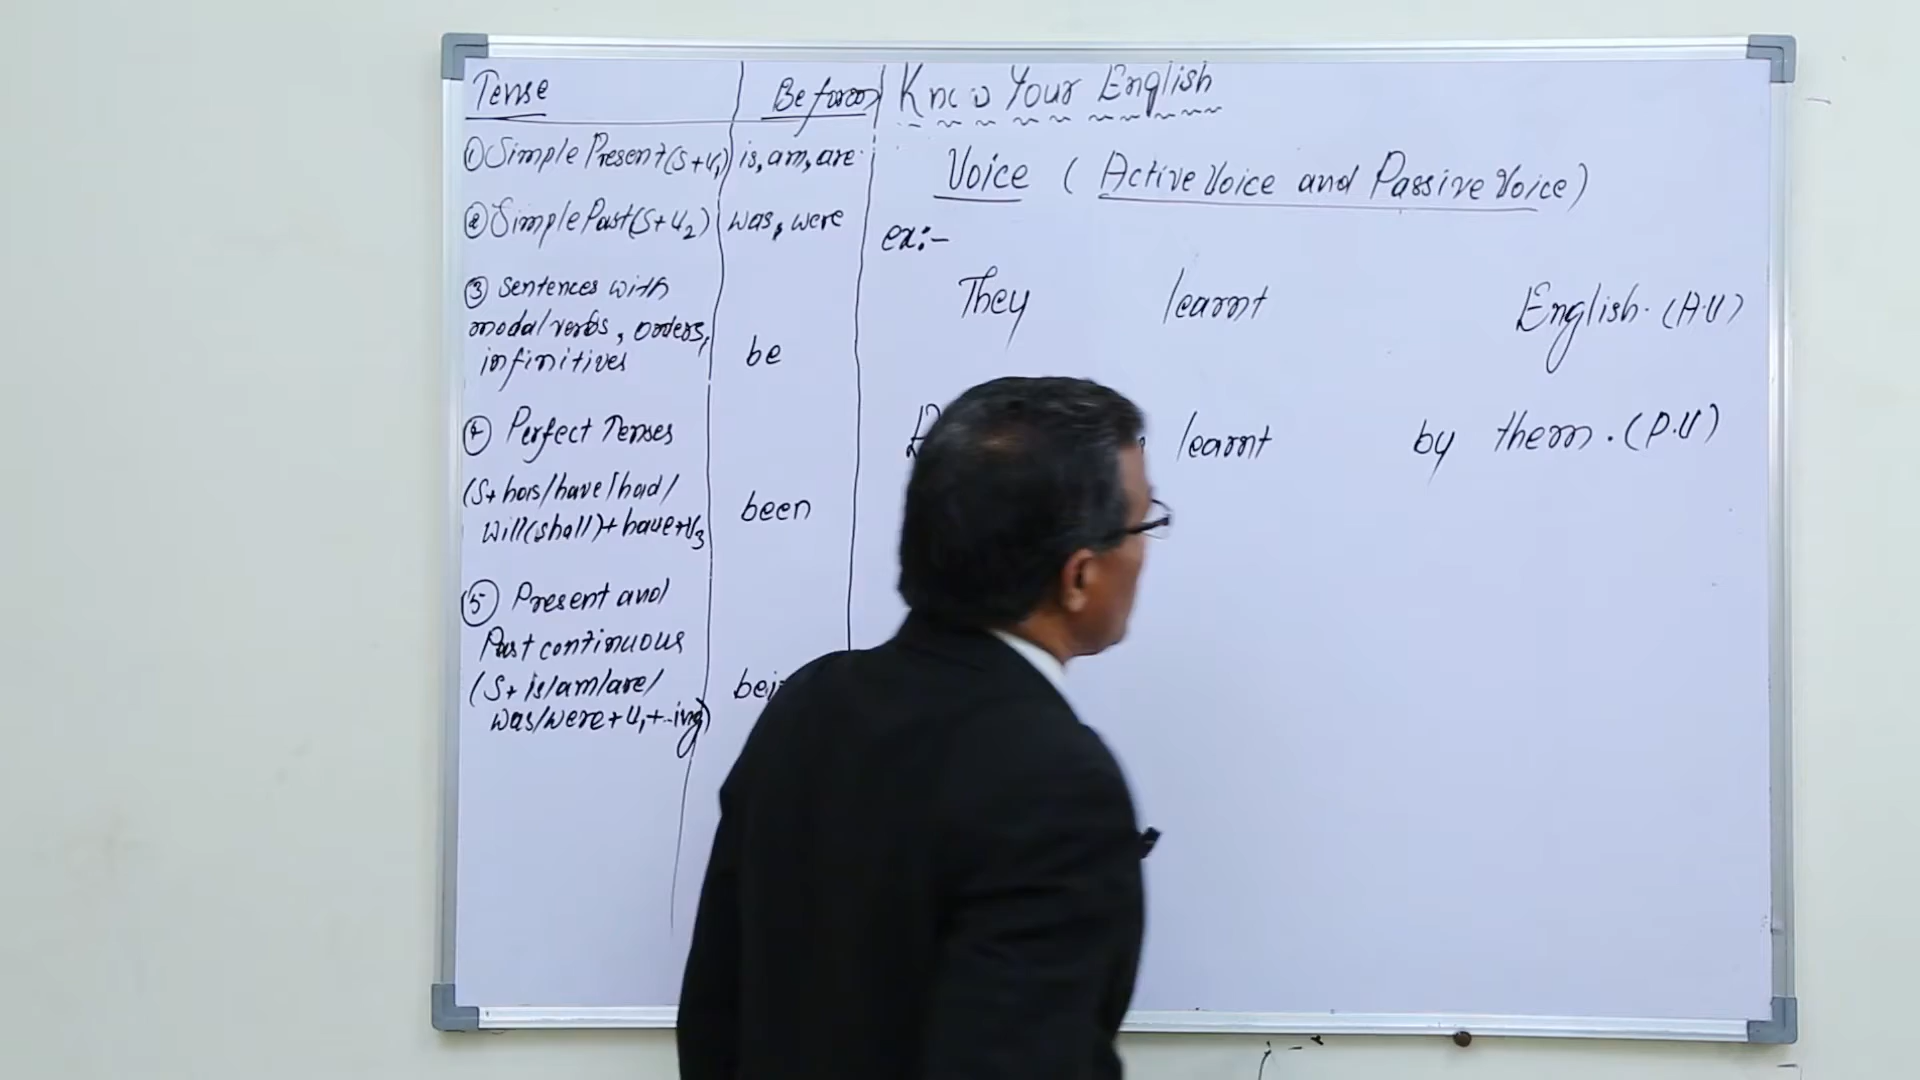 Tense
Be forms
① Simple Present (S+V₁)
is, am, are
② Simple Past (S+V₂)
was, were
③ sentences with
modal verbs, orders,
infinitives
be
④ Perfect Tenses
(S+has/have/had/
will(shall)+have+V₃
been
⑤ Present and
Past continuous
(S+is/am/are/
was/were+V₁+-ing)
Know Your English
Voice (Active Voice and Passive Voice)
ex:-
They learnt English. (A.V)
learnt by them. (P.V)